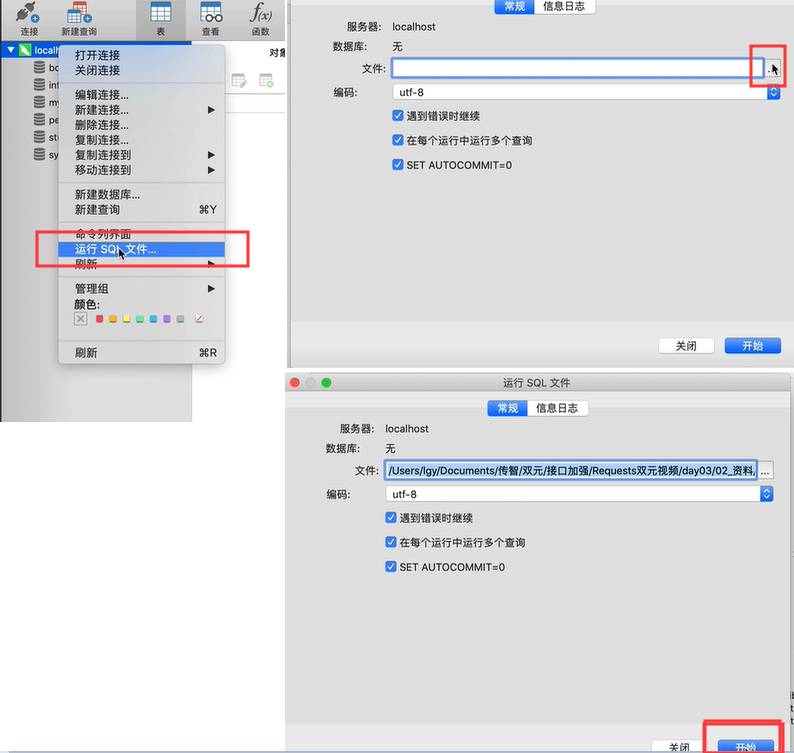 连接
新建查询
表
查看
f(x)
函数
localh
对象
bo
inf
my
pe
stu
sy
打开连接
关闭连接
编辑连接...
新建连接...
删除连接...
复制连接...
复制连接到
移动连接到
新建数据库...
新建查询
⌘Y
命令列界面
运行 SQL 文件...
刷新
管理组
颜色:
刷新
⌘R
常规
信息日志
服务器:
localhost
数据库:
无
文件:
编码:
utf-8
遇到错误时继续
在每个运行中运行多个查询
SET AUTOCOMMIT=0
关闭
开始
运行 SQL 文件
常规
信息日志
服务器:
localhost
数据库:
无
文件:
/Users/lgy/Documents/传智/双元/接口加强/Requests双元视频/day03/02_资料/
...
编码:
utf-8
遇到错误时继续
在每个运行中运行多个查询
SET AUTOCOMMIT=0
关闭
开始